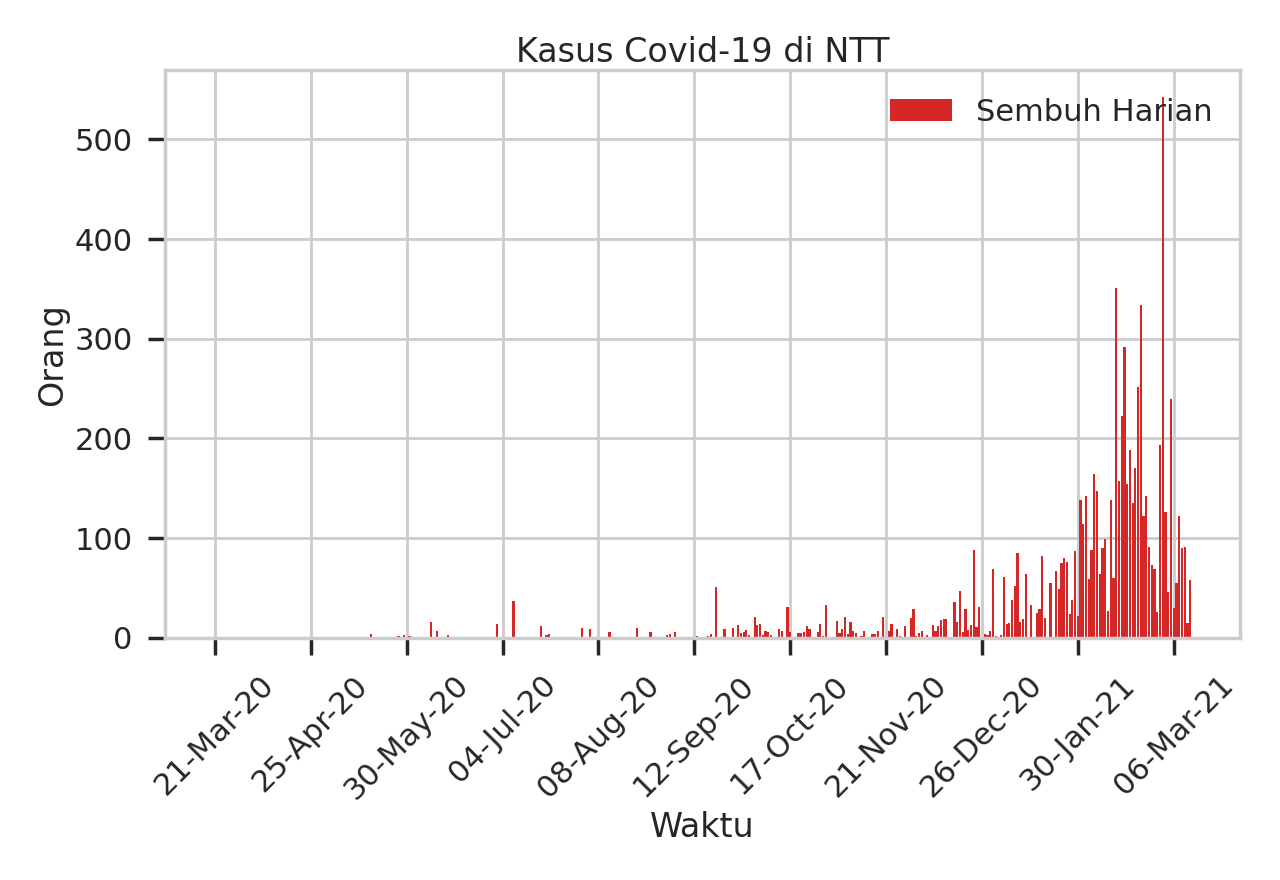 Kasus Covid-19 di NTT
Sembuh Harian
Orang
500
400
300
200
100
0
21-Mar-20
25-Apr-20
30-May-20
04-Jul-20
08-Aug-20
12-Sep-20
17-Oct-20
21-Nov-20
26-Dec-20
30-Jan-21
06-Mar-21
Waktu